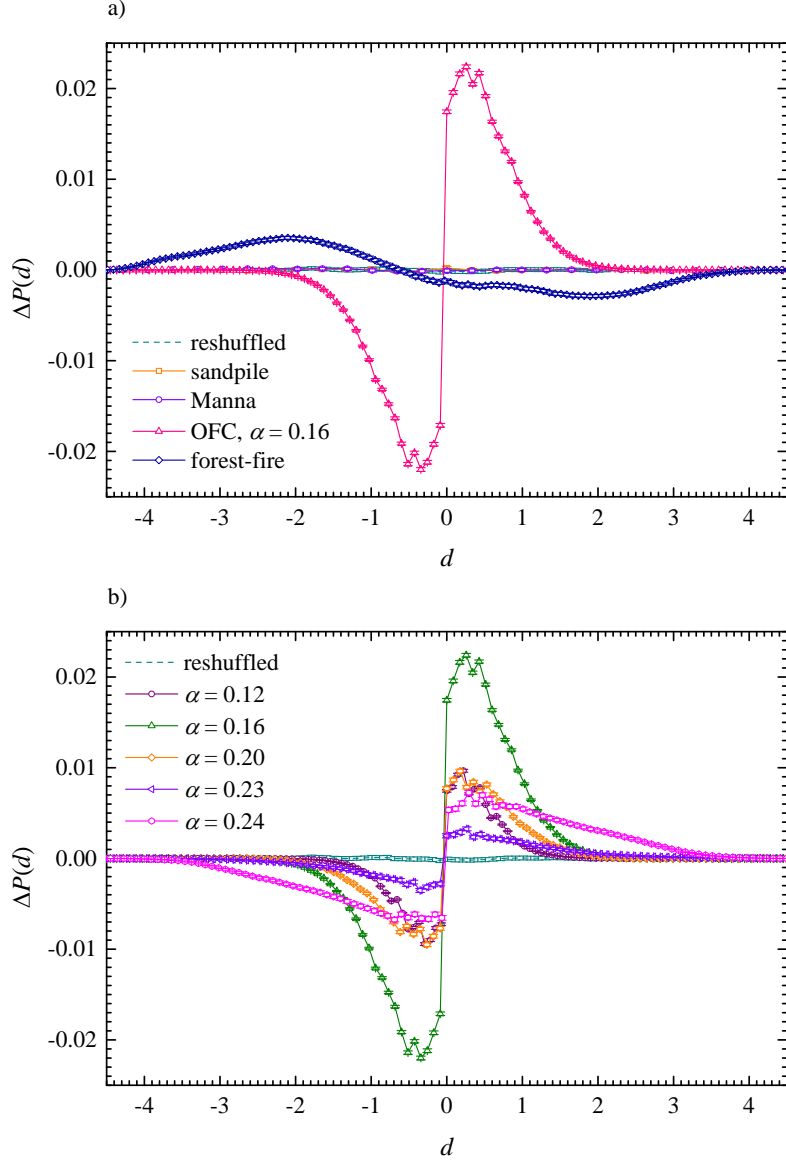 a)
0.02
0.01
0.00
-0.01
-0.02
ΔP(d)
reshuffled
sandpile
Manna
OFC, α = 0.16
forest-fire
-4 -3 -2 -1 0 1 2 3 4
d
b)
0.02
0.01
0.00
-0.01
-0.02
ΔP(d)
reshuffled
α = 0.12
α = 0.16
α = 0.20
α = 0.23
α = 0.24
-4 -3 -2 -1 0 1 2 3 4
d